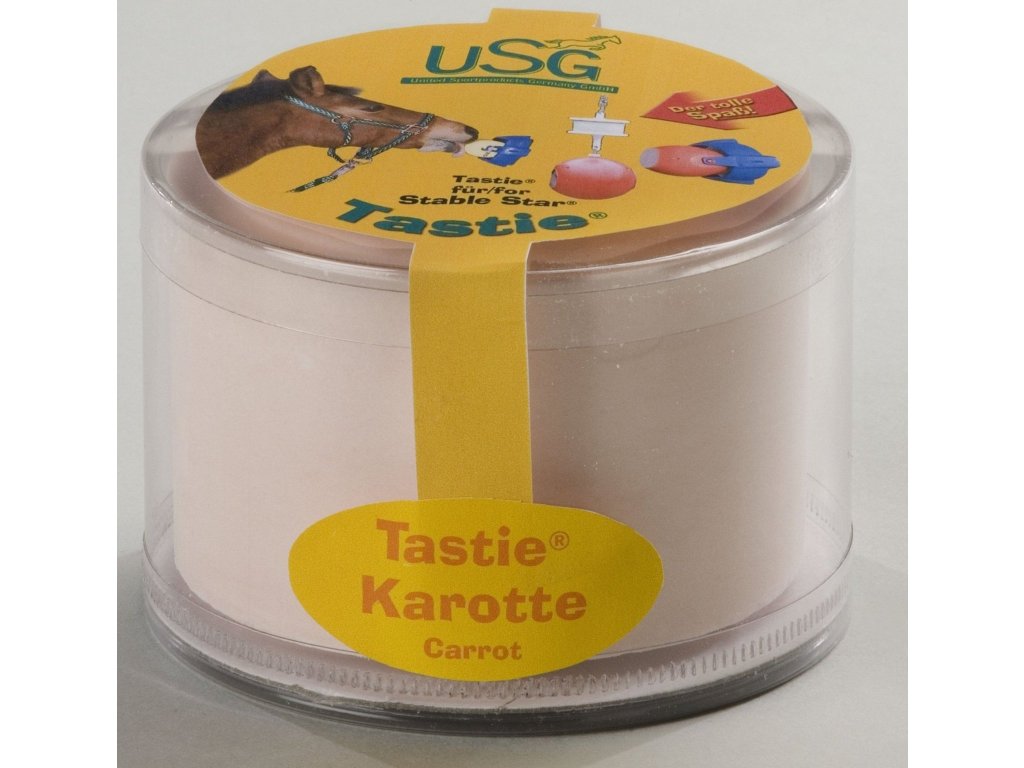 USG
United Sportproducts Germany GmbH
Der tolle
Spaß!
Tastie®
für/for
Stable Star®
Tastie®
Tastie®
Karotte
Carrot